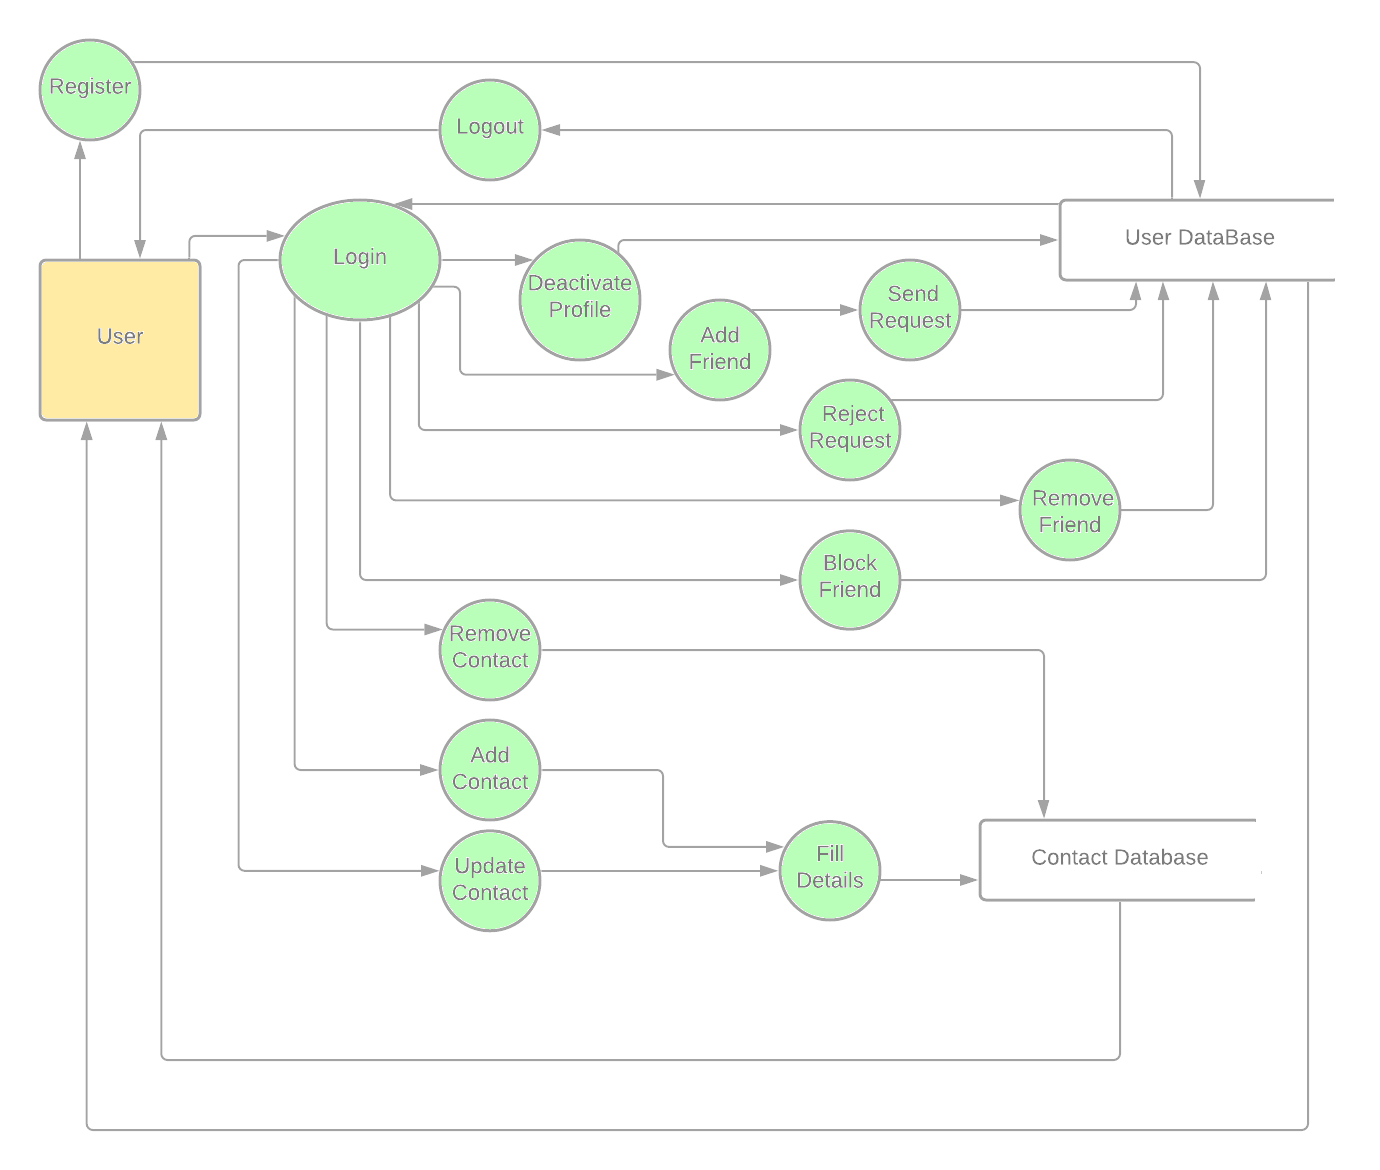 Register
Logout
User DataBase
Login
Deactivate
Profile
Send
Request
User
Add
Friend
Reject
Request
Remove
Friend
Block
Friend
Remove
Contact
Add
Contact
Update
Contact
Fill
Details
Contact Database